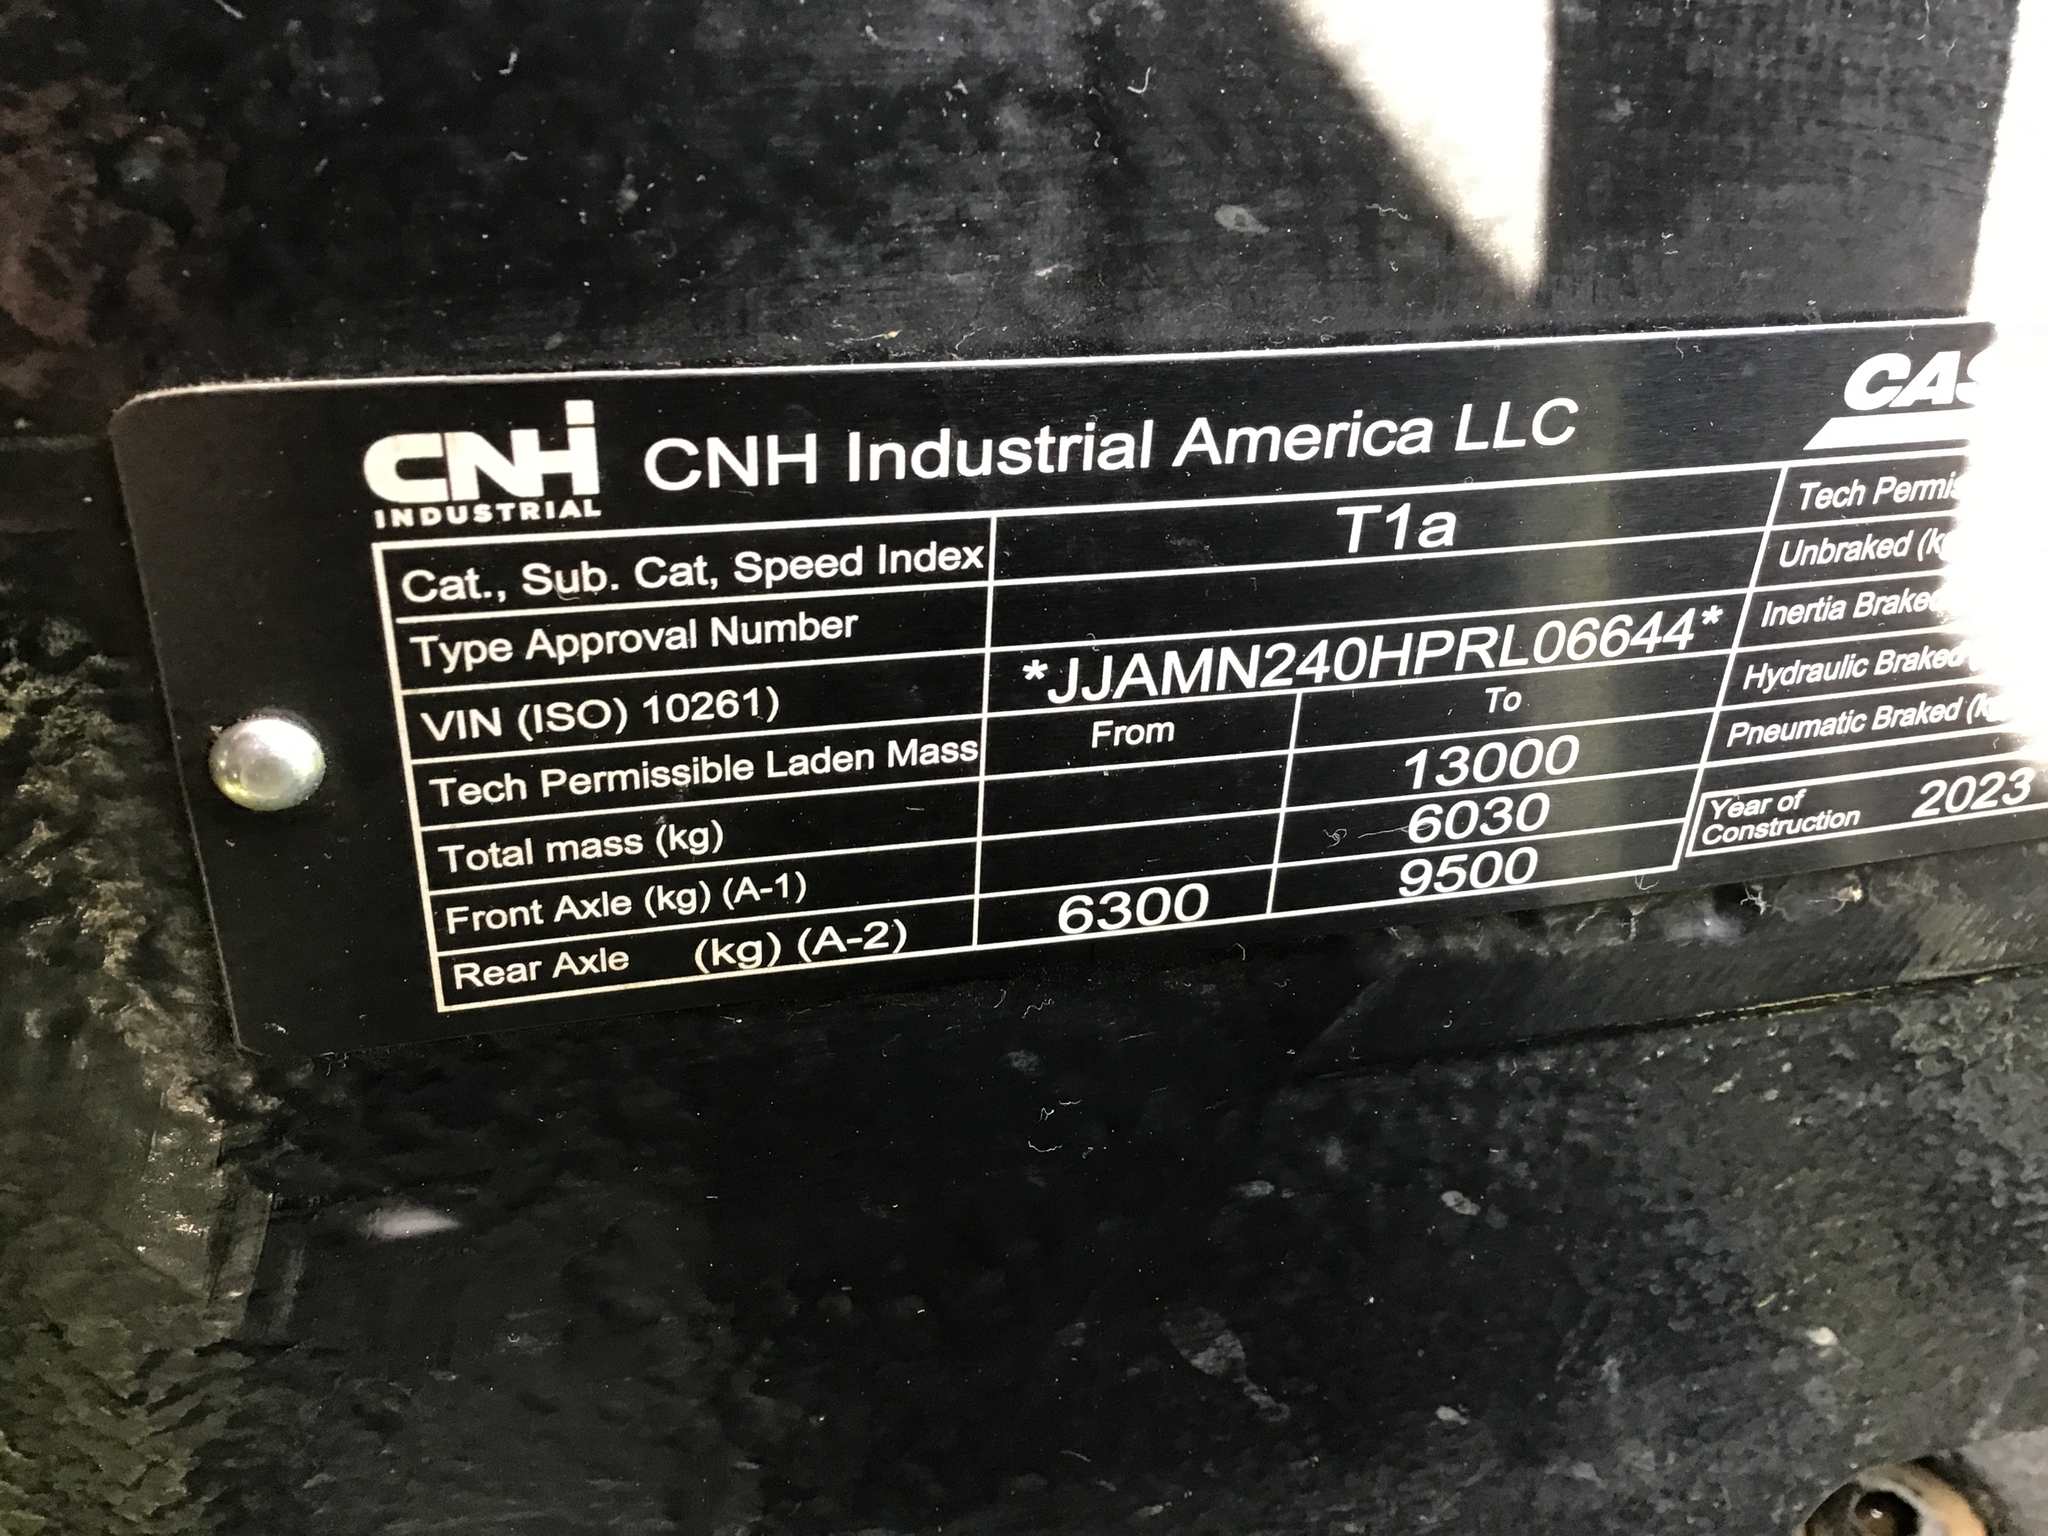 CNH INDUSTRIAL CNH Industrial America LLC
Cat., Sub. Cat, Speed Index T1a
Type Approval Number
VIN (ISO) 10261) *JJAMN240HPRL06644*
Tech Permissible Laden Mass From To
Total mass (kg) 13000
Front Axle (kg) (A-1) 6030
Rear Axle (kg) (A-2) 6300 9500
Tech
Unbraked
Inertia
Hydraulic Braked
Pneumatic Braked
Year of Construction 2023